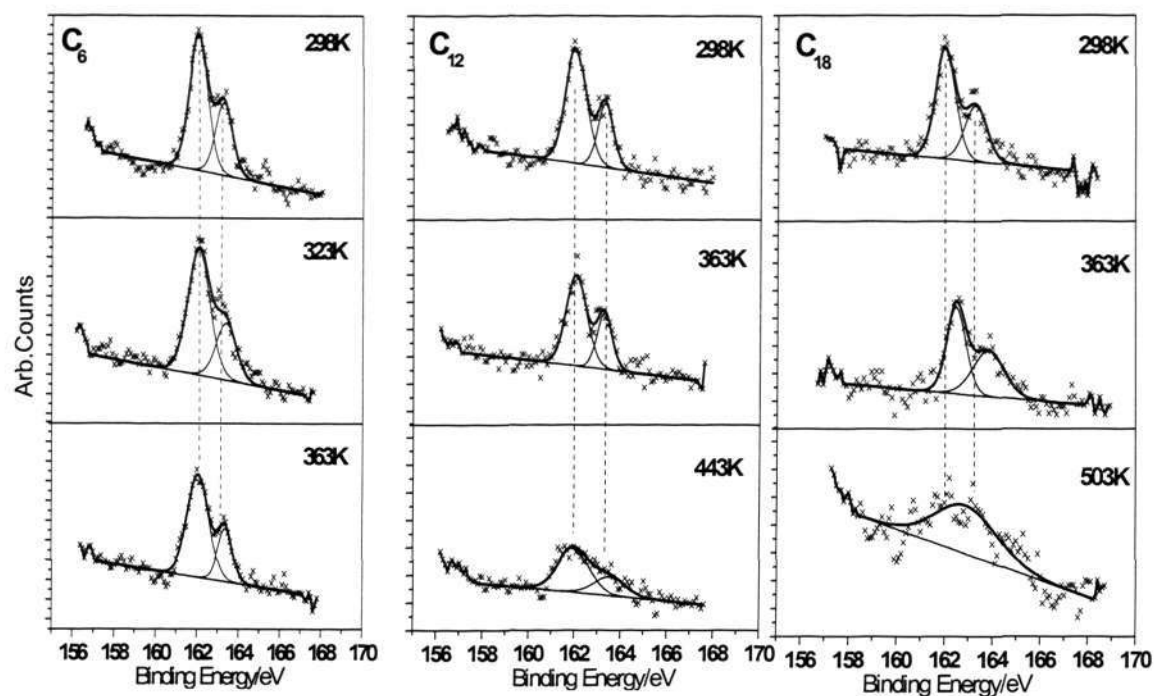 Arb.Counts
C6
298K
323K
363K
156 158 160 162 164 166 168 170
Binding Energy/eV
C12
298K
363K
443K
156 158 160 162 164 166 168 170
Binding Energy/eV
C18
298K
363K
503K
156 158 160 162 164 166 168 170
Binding Energy/eV